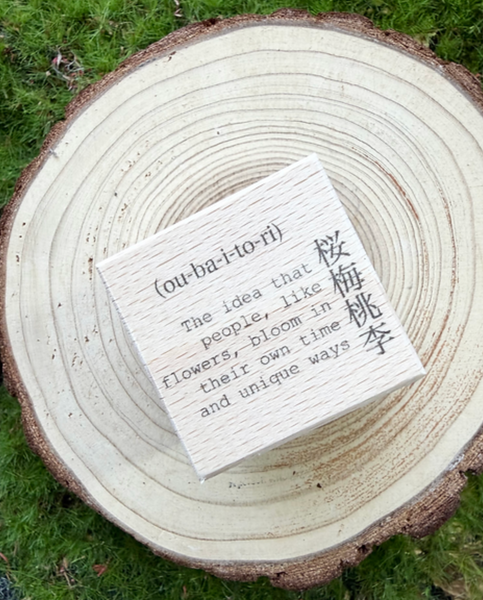 (ou-ba-i-to-ri)
The idea that
people, like
flowers, bloom in
their own time
and unique ways
桜梅桃李